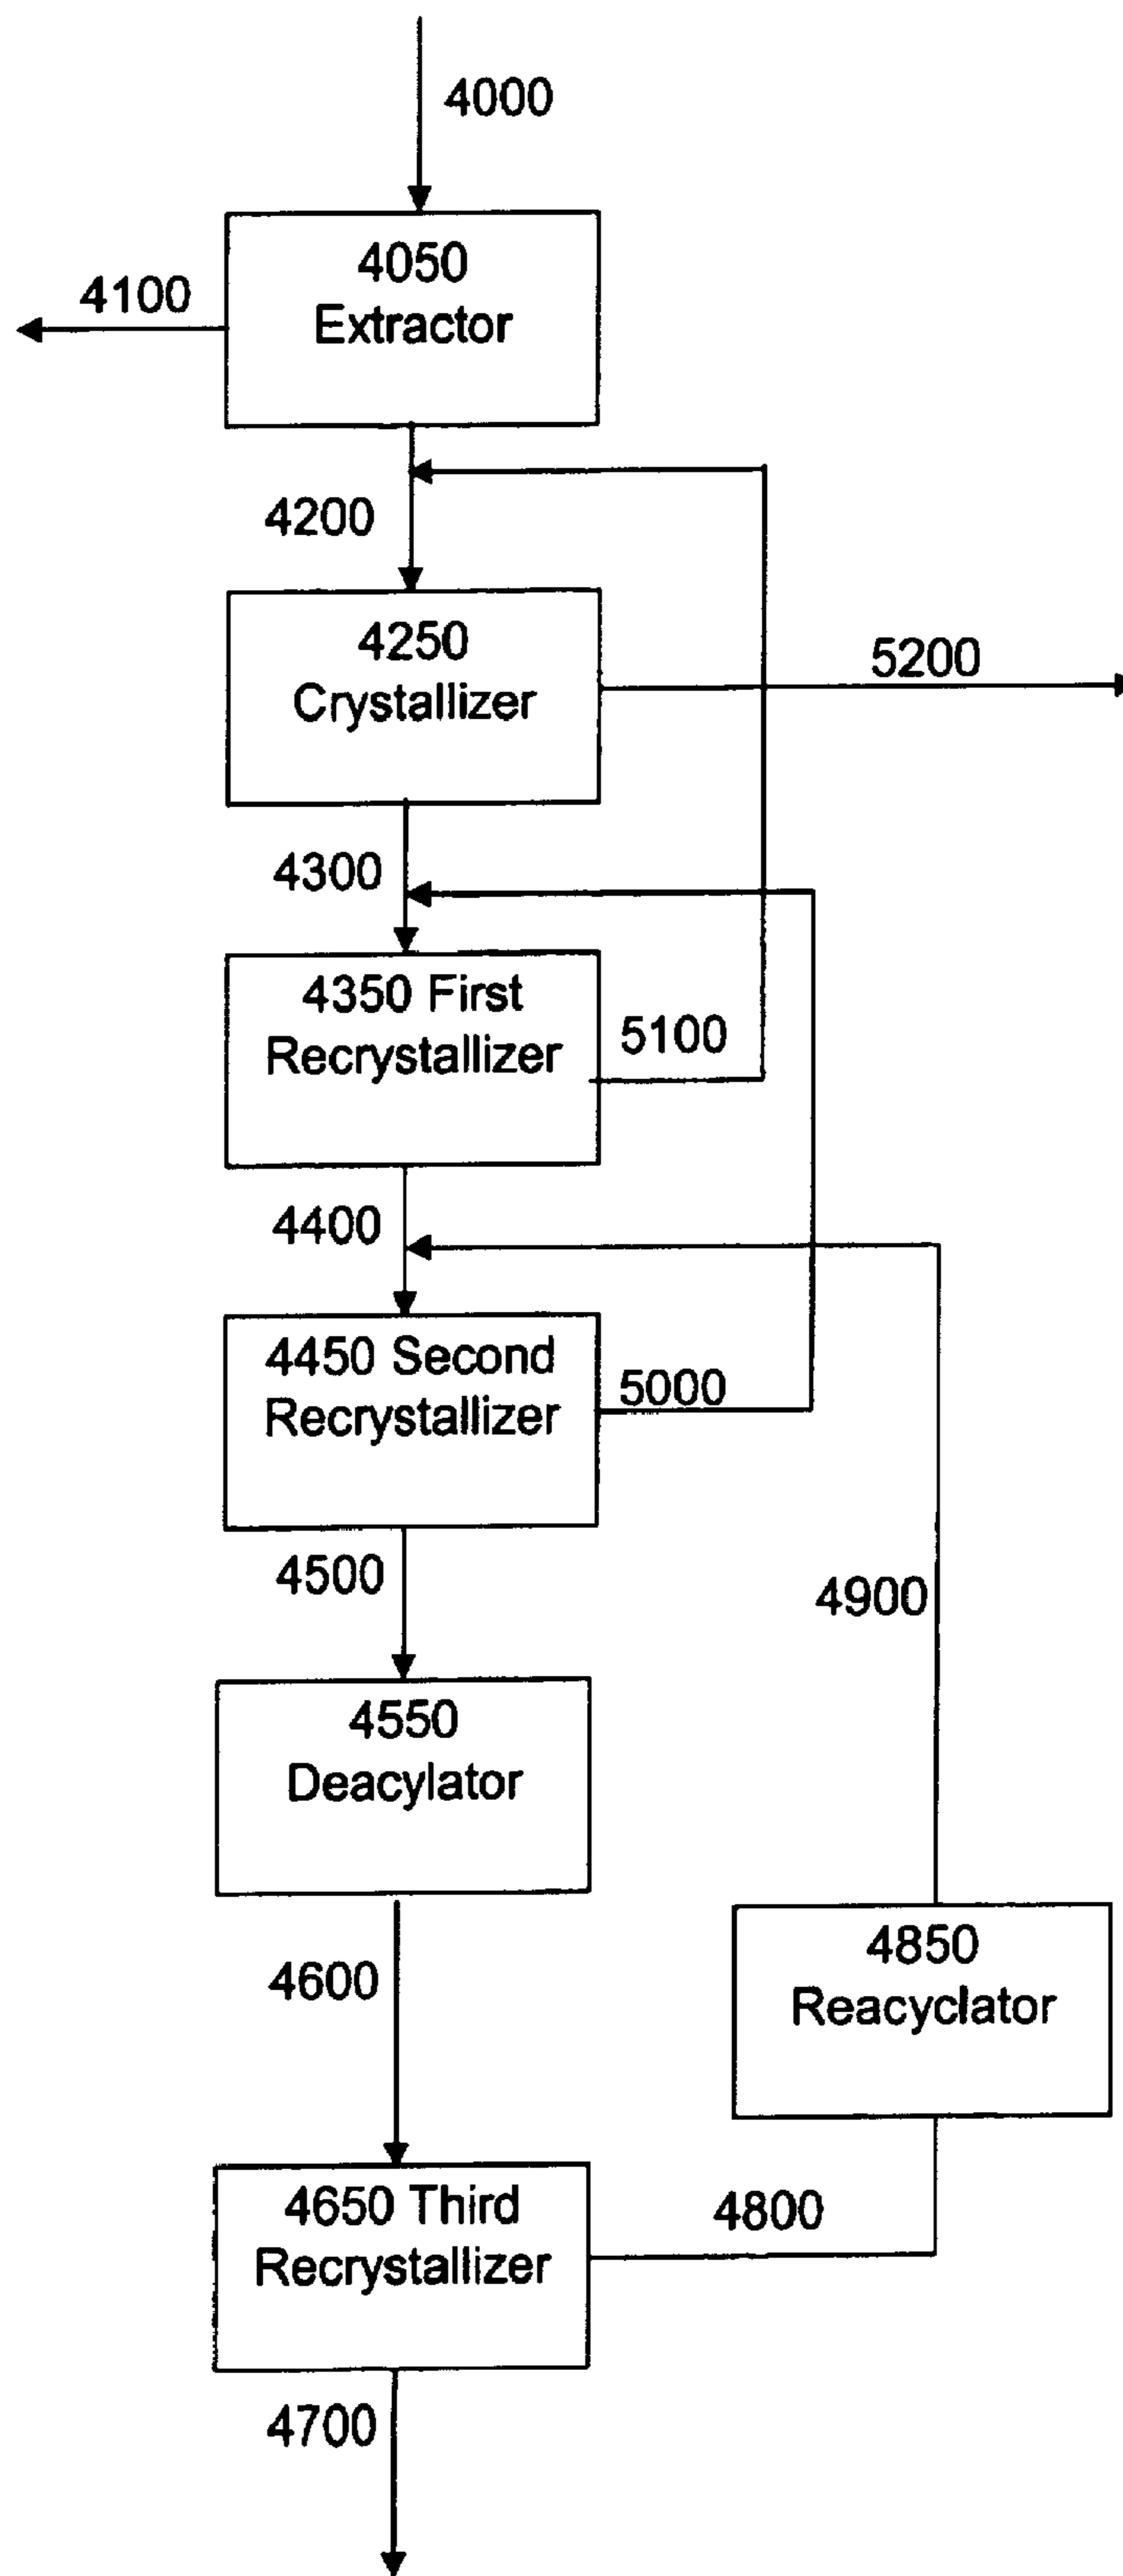 4000
4050
Extractor
4100
4200
4250
Crystallizer
5200
4300
4350 First
Recrystallizer
5100
4400
4450 Second
Recrystallizer
5000
4500
4900
4550
Deacylator
4600
4850
Reacyclator
4650 Third
Recrystallizer
4800
4700